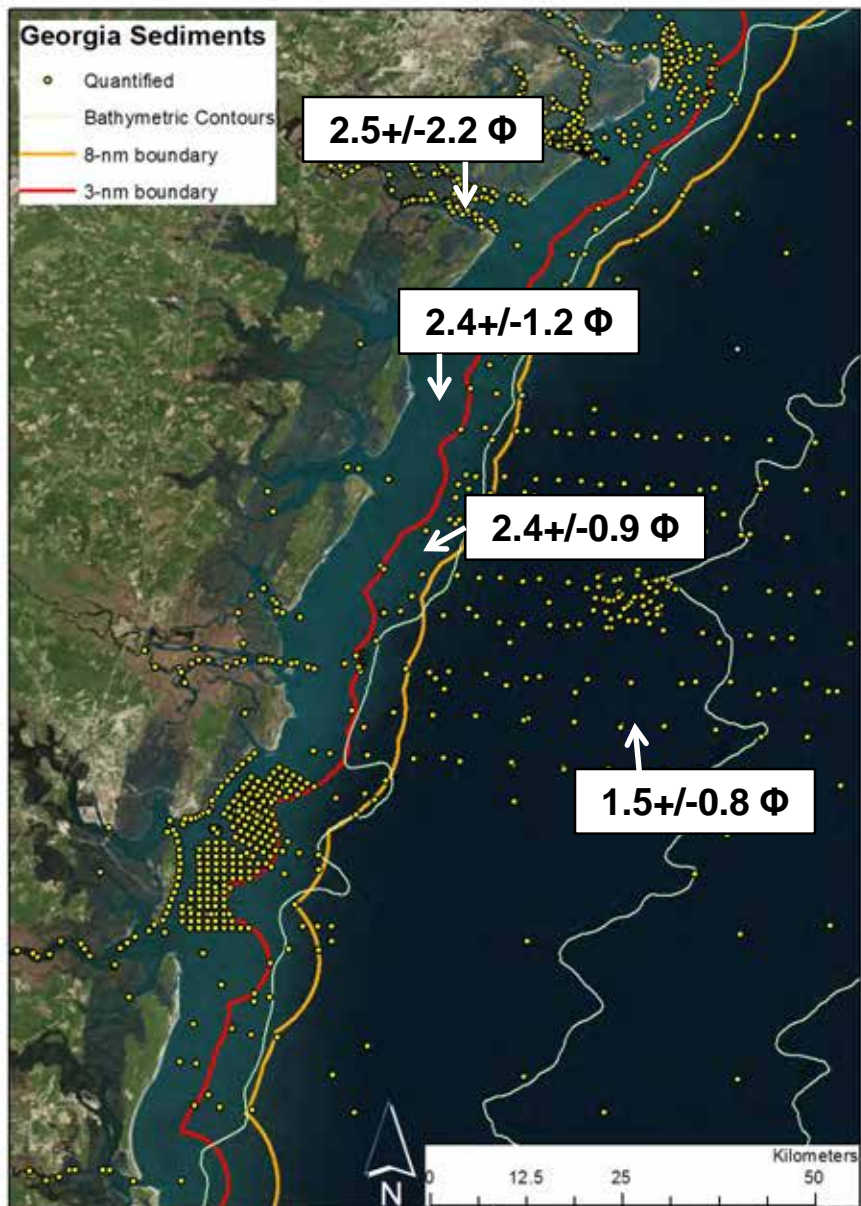 Georgia Sediments
Quantified
Bathymetric Contours
8-nm boundary
3-nm boundary
2.5+/-2.2 Φ
2.4+/-1.2 Φ
2.4+/-0.9 Φ
1.5+/-0.8 Φ
N
Kilometers
0 12.5 25 50